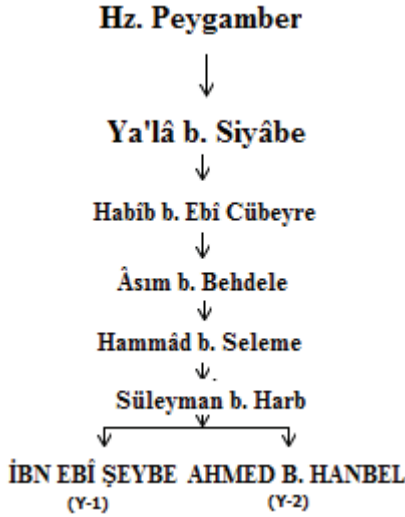 Hz. Peygamber
Ya'lâ b. Siyâbe
Habîb b. Ebî Cübeyre
Âsım b. Behdele
Hammâd b. Seleme
Süleyman b. Harb
İBN EBÎ ŞEYBE AHMED B. HANBEL
(Y-1) (Y-2)